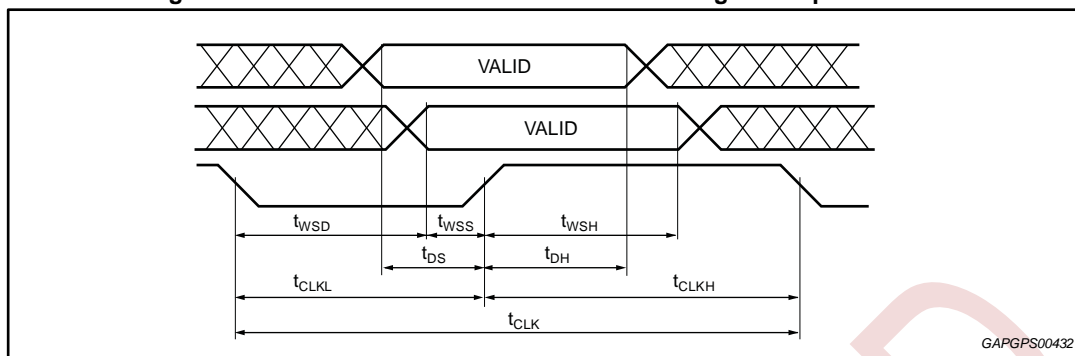 VALID
VALID
tWSD tWSS tWSH
tDS tDH
tCLKL tCLKH
tCLK
GAPGPS00432